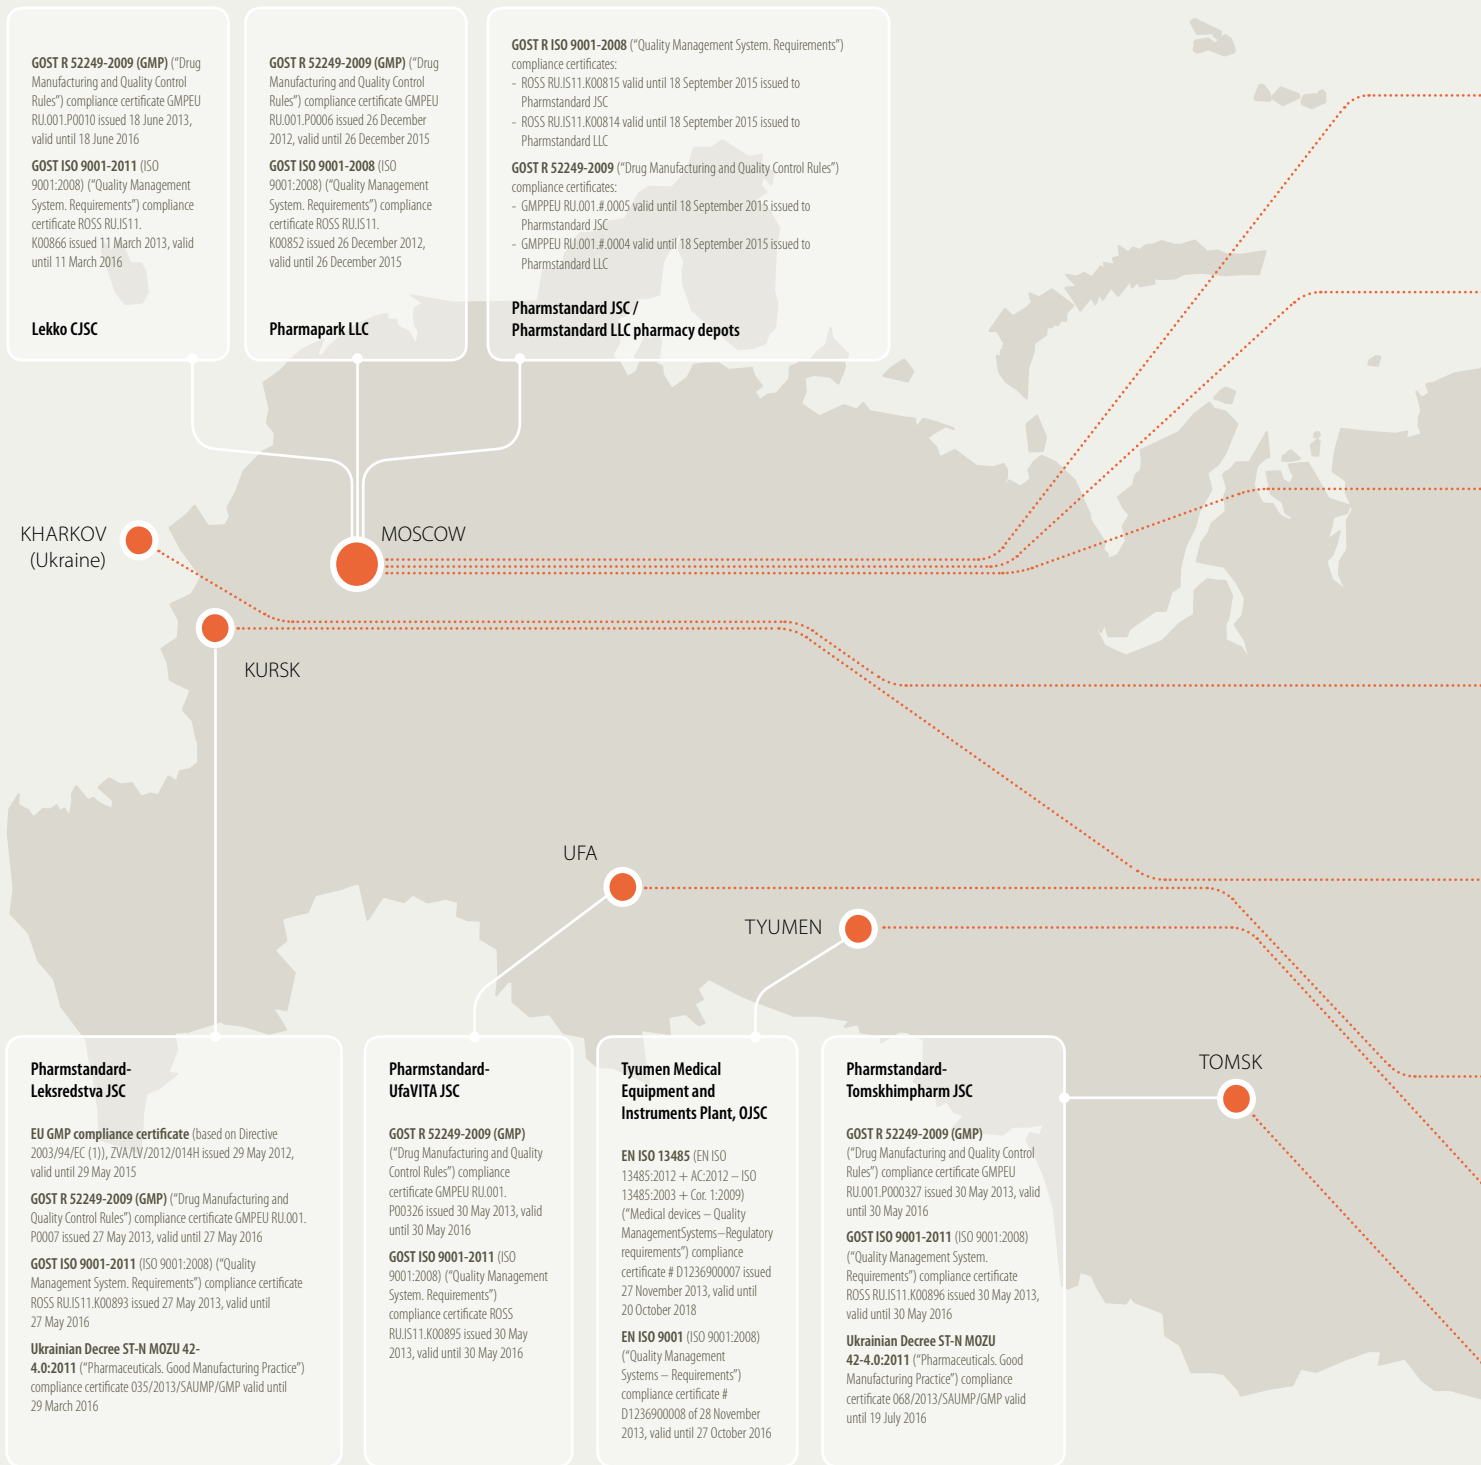 GOST R 52249-2009 (GMP) (“Drug
Manufacturing and Quality Control
Rules”) compliance certificate GMPEU
RU.001.P0010 issued 18 June 2013,
valid until 18 June 2016
GOST ISO 9001-2011 (ISO
9001:2008) (“Quality Management
System. Requirements”) compliance
certificate ROSS RU.IS11.
K00866 issued 11 March 2013, valid
until 11 March 2016
Lekko CJSC
GOST R 52249-2009 (GMP) (“Drug
Manufacturing and Quality Control
Rules”) compliance certificate GMPEU
RU.001.P0006 issued 26 December
2012, valid until 26 December 2015
GOST ISO 9001-2008 (ISO
9001:2008) (“Quality Management
System. Requirements”) compliance
certificate ROSS RU.IS11.
K00852 issued 26 December 2012,
valid until 26 December 2015
Pharmapark LLC
GOST R ISO 9001-2008 (“Quality Management System. Requirements”)
compliance certificates:
- ROSS RU.IS11.K00815 valid until 18 September 2015 issued to
Pharmstandard JSC
- ROSS RU.IS11.K00814 valid until 18 September 2015 issued to
Pharmstandard LLC
GOST R 52249-2009 (“Drug Manufacturing and Quality Control Rules”)
compliance certificates:
- GMPPEU RU.001.#.0005 valid until 18 September 2015 issued to
Pharmstandard JSC
- GMPPEU RU.001.#.0004 valid until 18 September 2015 issued to
Pharmstandard LLC
Pharmstandard JSC /
Pharmstandard LLC pharmacy depots
KHARKOV
(Ukraine)
MOSCOW
KURSK
UFA
TYUMEN
TOMSK
Pharmstandard-
Leksredstva JSC
EU GMP compliance certificate (based on Directive
2003/94/EC (1)), ZVA/LV/2012/014H issued 29 May 2012,
valid until 29 May 2015
GOST R 52249-2009 (GMP) (“Drug Manufacturing and
Quality Control Rules”) compliance certificate GMPEU RU.001.
P0007 issued 27 May 2013, valid until 27 May 2016
GOST ISO 9001-2011 (ISO 9001:2008) (“Quality
Management System. Requirements”) compliance certificate
ROSS RU.IS11.K00893 issued 27 May 2013, valid until
27 May 2016
Ukrainian Decree ST-N MOZU 42-
4.0:2011 (“Pharmaceuticals. Good Manufacturing Practice”)
compliance certificate 035/2013/SAUMP/GMP valid until
29 March 2016
Pharmstandard-
UfaVITA JSC
GOST R 52249-2009 (GMP)
(“Drug Manufacturing and Quality
Control Rules”) compliance
certificate GMPEU RU.001.
P00326 issued 30 May 2013, valid
until 30 May 2016
GOST ISO 9001-2011 (ISO
9001:2008) (“Quality Management
System. Requirements”)
compliance certificate ROSS
RU.IS11.K00895 issued 30 May
2013, valid until 30 May 2016
Tyumen Medical
Equipment and
Instruments Plant, OJSC
EN ISO 13485 (EN ISO
13485:2012 + AC:2012 – ISO
13485:2003 + Cor. 1:2009)
(“Medical devices – Quality
ManagementSystems–Regulatory
requirements”) compliance
certificate # D1236900007 issued
27 November 2013, valid until
20 October 2018
EN ISO 9001 (ISO 9001:2008)
(“Quality Management
Systems – Requirements”)
compliance certificate #
D1236900008 of 28 November
2013, valid until 27 October 2016
Pharmstandard-
Tomskhimpharm JSC
GOST R 52249-2009 (GMP)
(“Drug Manufacturing and Quality Control
Rules”) compliance certificate GMPEU
RU.001.P000327 issued 30 May 2013, valid
until 30 May 2016
GOST ISO 9001-2011 (ISO 9001:2008)
(“Quality Management System.
Requirements”) compliance certificate
ROSS RU.IS11.K00896 issued 30 May 2013,
valid until 30 May 2016
Ukrainian Decree ST-N MOZU
42-4.0:2011 (“Pharmaceuticals. Good
Manufacturing Practice”) compliance
certificate 068/2013/SAUMP/GMP valid
until 19 July 2016